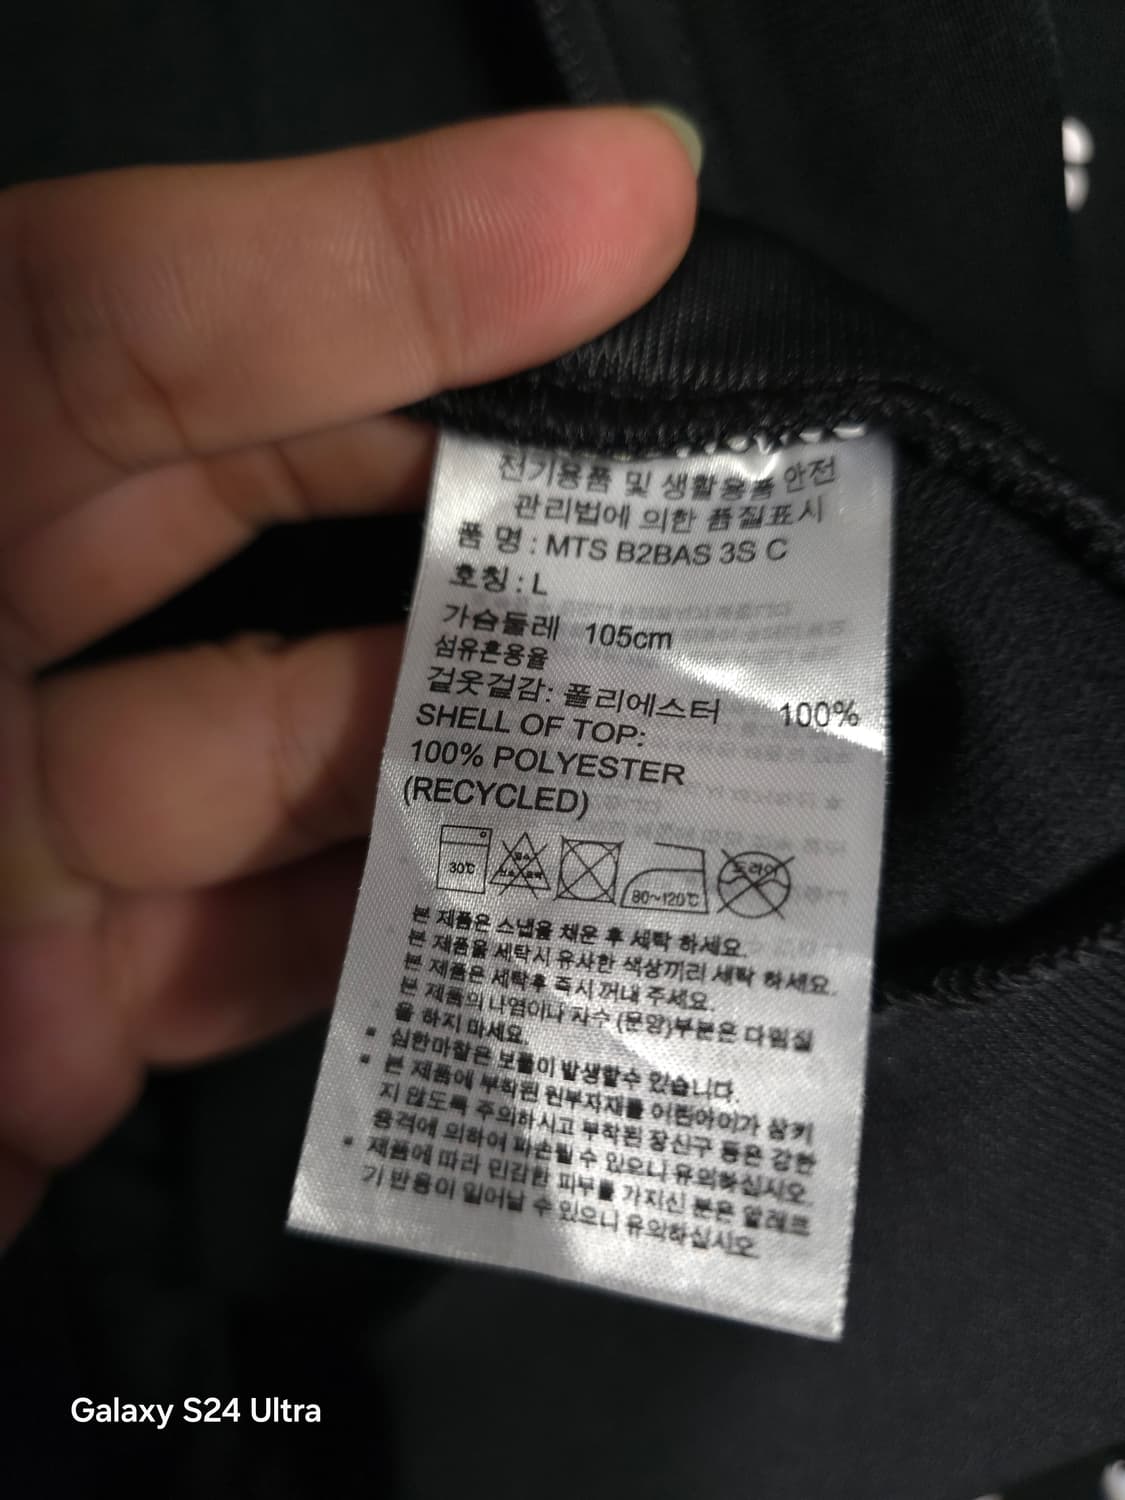 전기용품 및 생활용품 안전
관리법에 의한 품질표시
품 명 : MTS B2BAS 3S C
호칭 : L
가슴둘레 105cm
섬유혼용율
겉옷겉감: 폴리에스터 100%
SHELL OF TOP:
100% POLYESTER
(RECYCLED)
30℃ 80~120℃ 드라이
본 제품은 스냅을 채운 후 세탁 하세요.
본 제품을 세탁시 유사한 색상끼리 세탁 하세요.
본 제품은 세탁후 즉시 꺼내 주세요.
본 제품의 나염이나 자수 (문양)부분은 다림질
을 하지 마세요.
▪ 심한마찰은 보풀이 발생할수 있습니다.
▪ 본 제품에 부착된 원부자재를 어린아이가 삼키
지 않도록 주의하시고 부착된 장신구 등은 강한
충격에 의하여 파손될 수 있으니 유의하십시오.
▪ 제품에 따라 민감한 피부를 가지신 분은 알레르
기 반응이 일어날 수 있으니 유의하십시오
Galaxy S24 Ultra